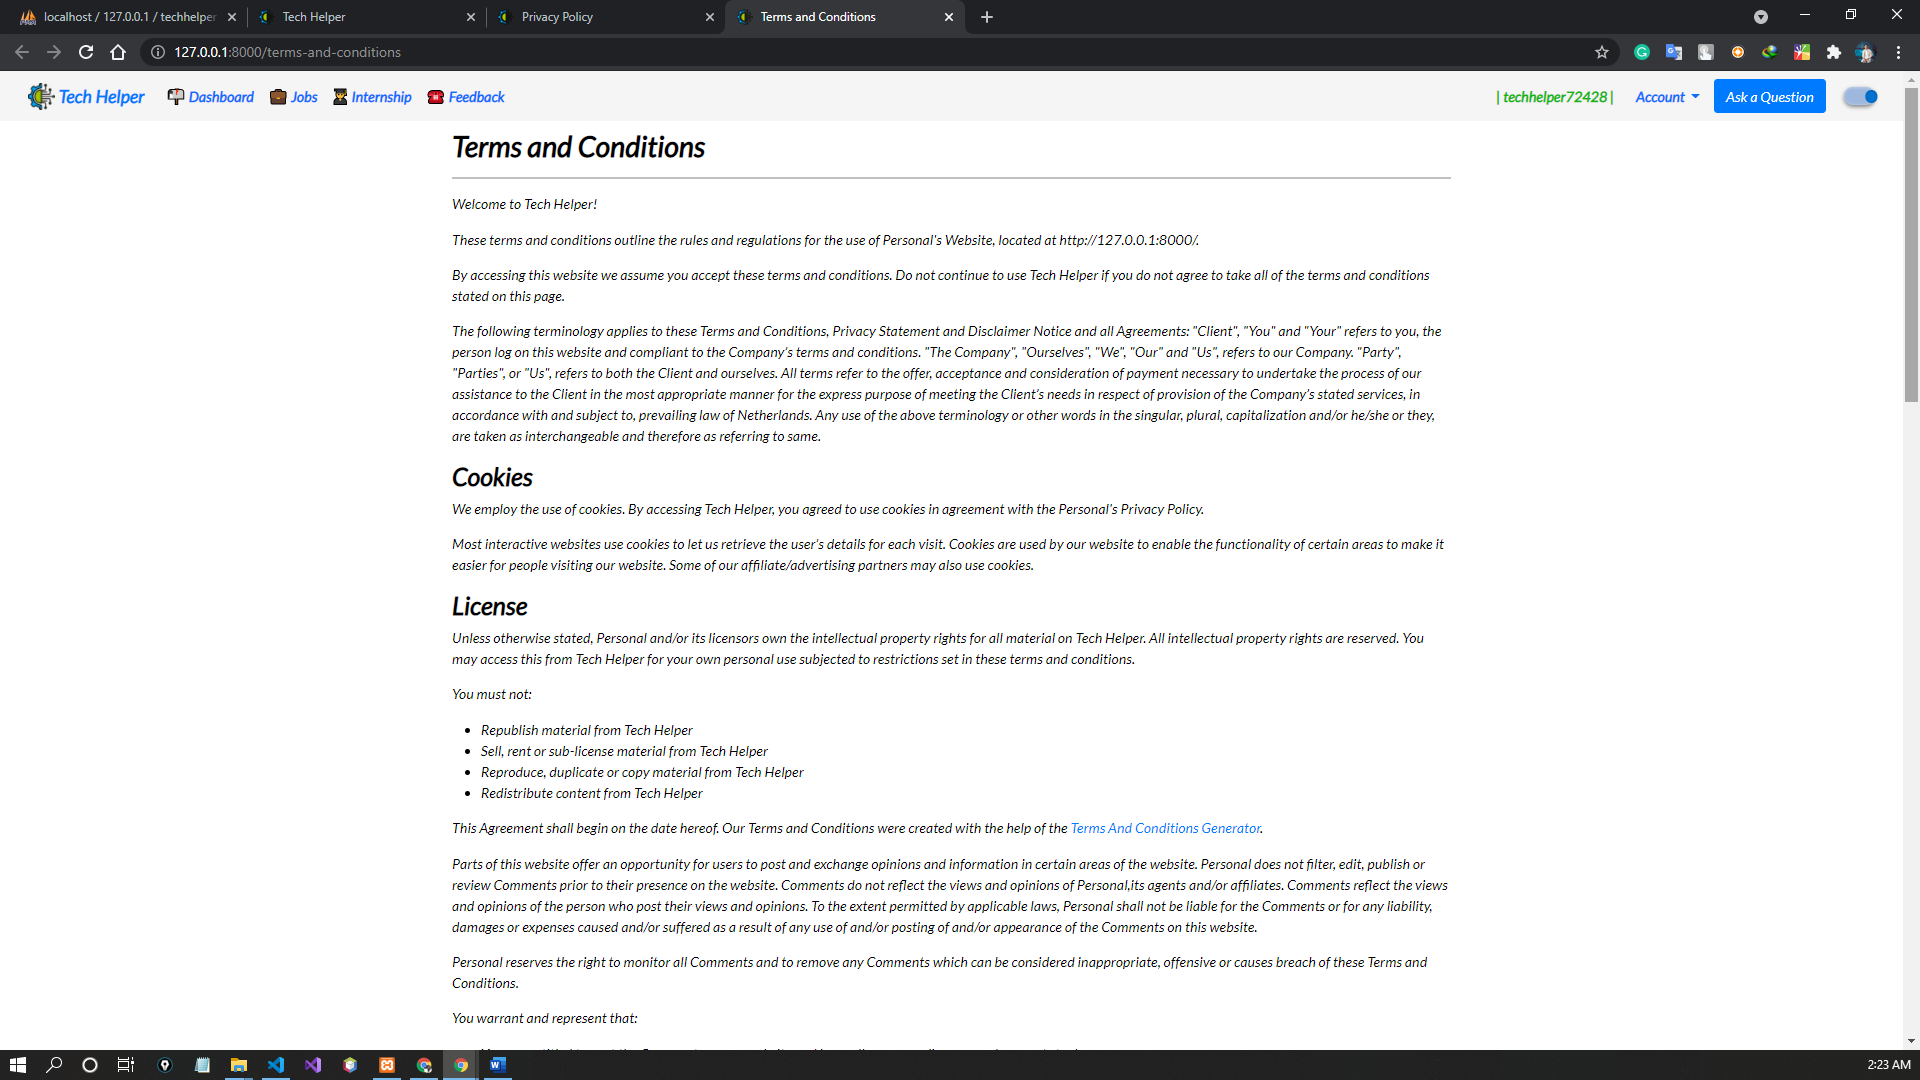 localhost / 127.0.0.1 / techhelper
Tech Helper
Privacy Policy
Terms and Conditions
127.0.0.1:8000/terms-and-conditions
Tech Helper Dashboard Jobs Internship Feedback | techhelper72428 | Account Ask a Question
Terms and Conditions
Welcome to Tech Helper!
These terms and conditions outline the rules and regulations for the use of Personal's Website, located at http://127.0.0.1:8000/.
By accessing this website we assume you accept these terms and conditions. Do not continue to use Tech Helper if you do not agree to take all of the terms and conditions
stated on this page.
The following terminology applies to these Terms and Conditions, Privacy Statement and Disclaimer Notice and all Agreements: "Client", "You" and "Your" refers to you, the
person log on this website and compliant to the Company's terms and conditions. "The Company", "Ourselves", "We", "Our" and "Us", refers to our Company. "Party",
"Parties", or "Us", refers to both the Client and ourselves. All terms refer to the offer, acceptance and consideration of payment necessary to undertake the process of our
assistance to the Client in the most appropriate manner for the express purpose of meeting the Client's needs in respect of provision of the Company's stated services, in
accordance with and subject to, prevailing law of Netherlands. Any use of the above terminology or other words in the singular, plural, capitalization and/or he/she or they,
are taken as interchangeable and therefore as referring to same.
Cookies
We employ the use of cookies. By accessing Tech Helper, you agreed to use cookies in agreement with the Personal's Privacy Policy.
Most interactive websites use cookies to let us retrieve the user's details for each visit. Cookies are used by our website to enable the functionality of certain areas to make it
easier for people visiting our website. Some of our affiliate/advertising partners may also use cookies.
License
Unless otherwise stated, Personal and/or its licensors own the intellectual property rights for all material on Tech Helper. All intellectual property rights are reserved. You
may access this from Tech Helper for your own personal use subjected to restrictions set in these terms and conditions.
You must not:
Republish material from Tech Helper
Sell, rent or sub-license material from Tech Helper
Reproduce, duplicate or copy material from Tech Helper
Redistribute content from Tech Helper
This Agreement shall begin on the date hereof. Our Terms and Conditions were created with the help of the Terms And Conditions Generator.
Parts of this website offer an opportunity for users to post and exchange opinions and information in certain areas of the website. Personal does not filter, edit, publish or
review Comments prior to their presence on the website. Comments do not reflect the views and opinions of Personal,its agents and/or affiliates. Comments reflect the views
and opinions of the person who post their views and opinions. To the extent permitted by applicable laws, Personal shall not be liable for the Comments or for any liability,
damages or expenses caused and/or suffered as a result of any use of and/or posting of and/or appearance of the Comments on this website.
Personal reserves the right to monitor all Comments and to remove any Comments which can be considered inappropriate, offensive or causes breach of these Terms and
Conditions.
You warrant and represent that:
2:23 AM